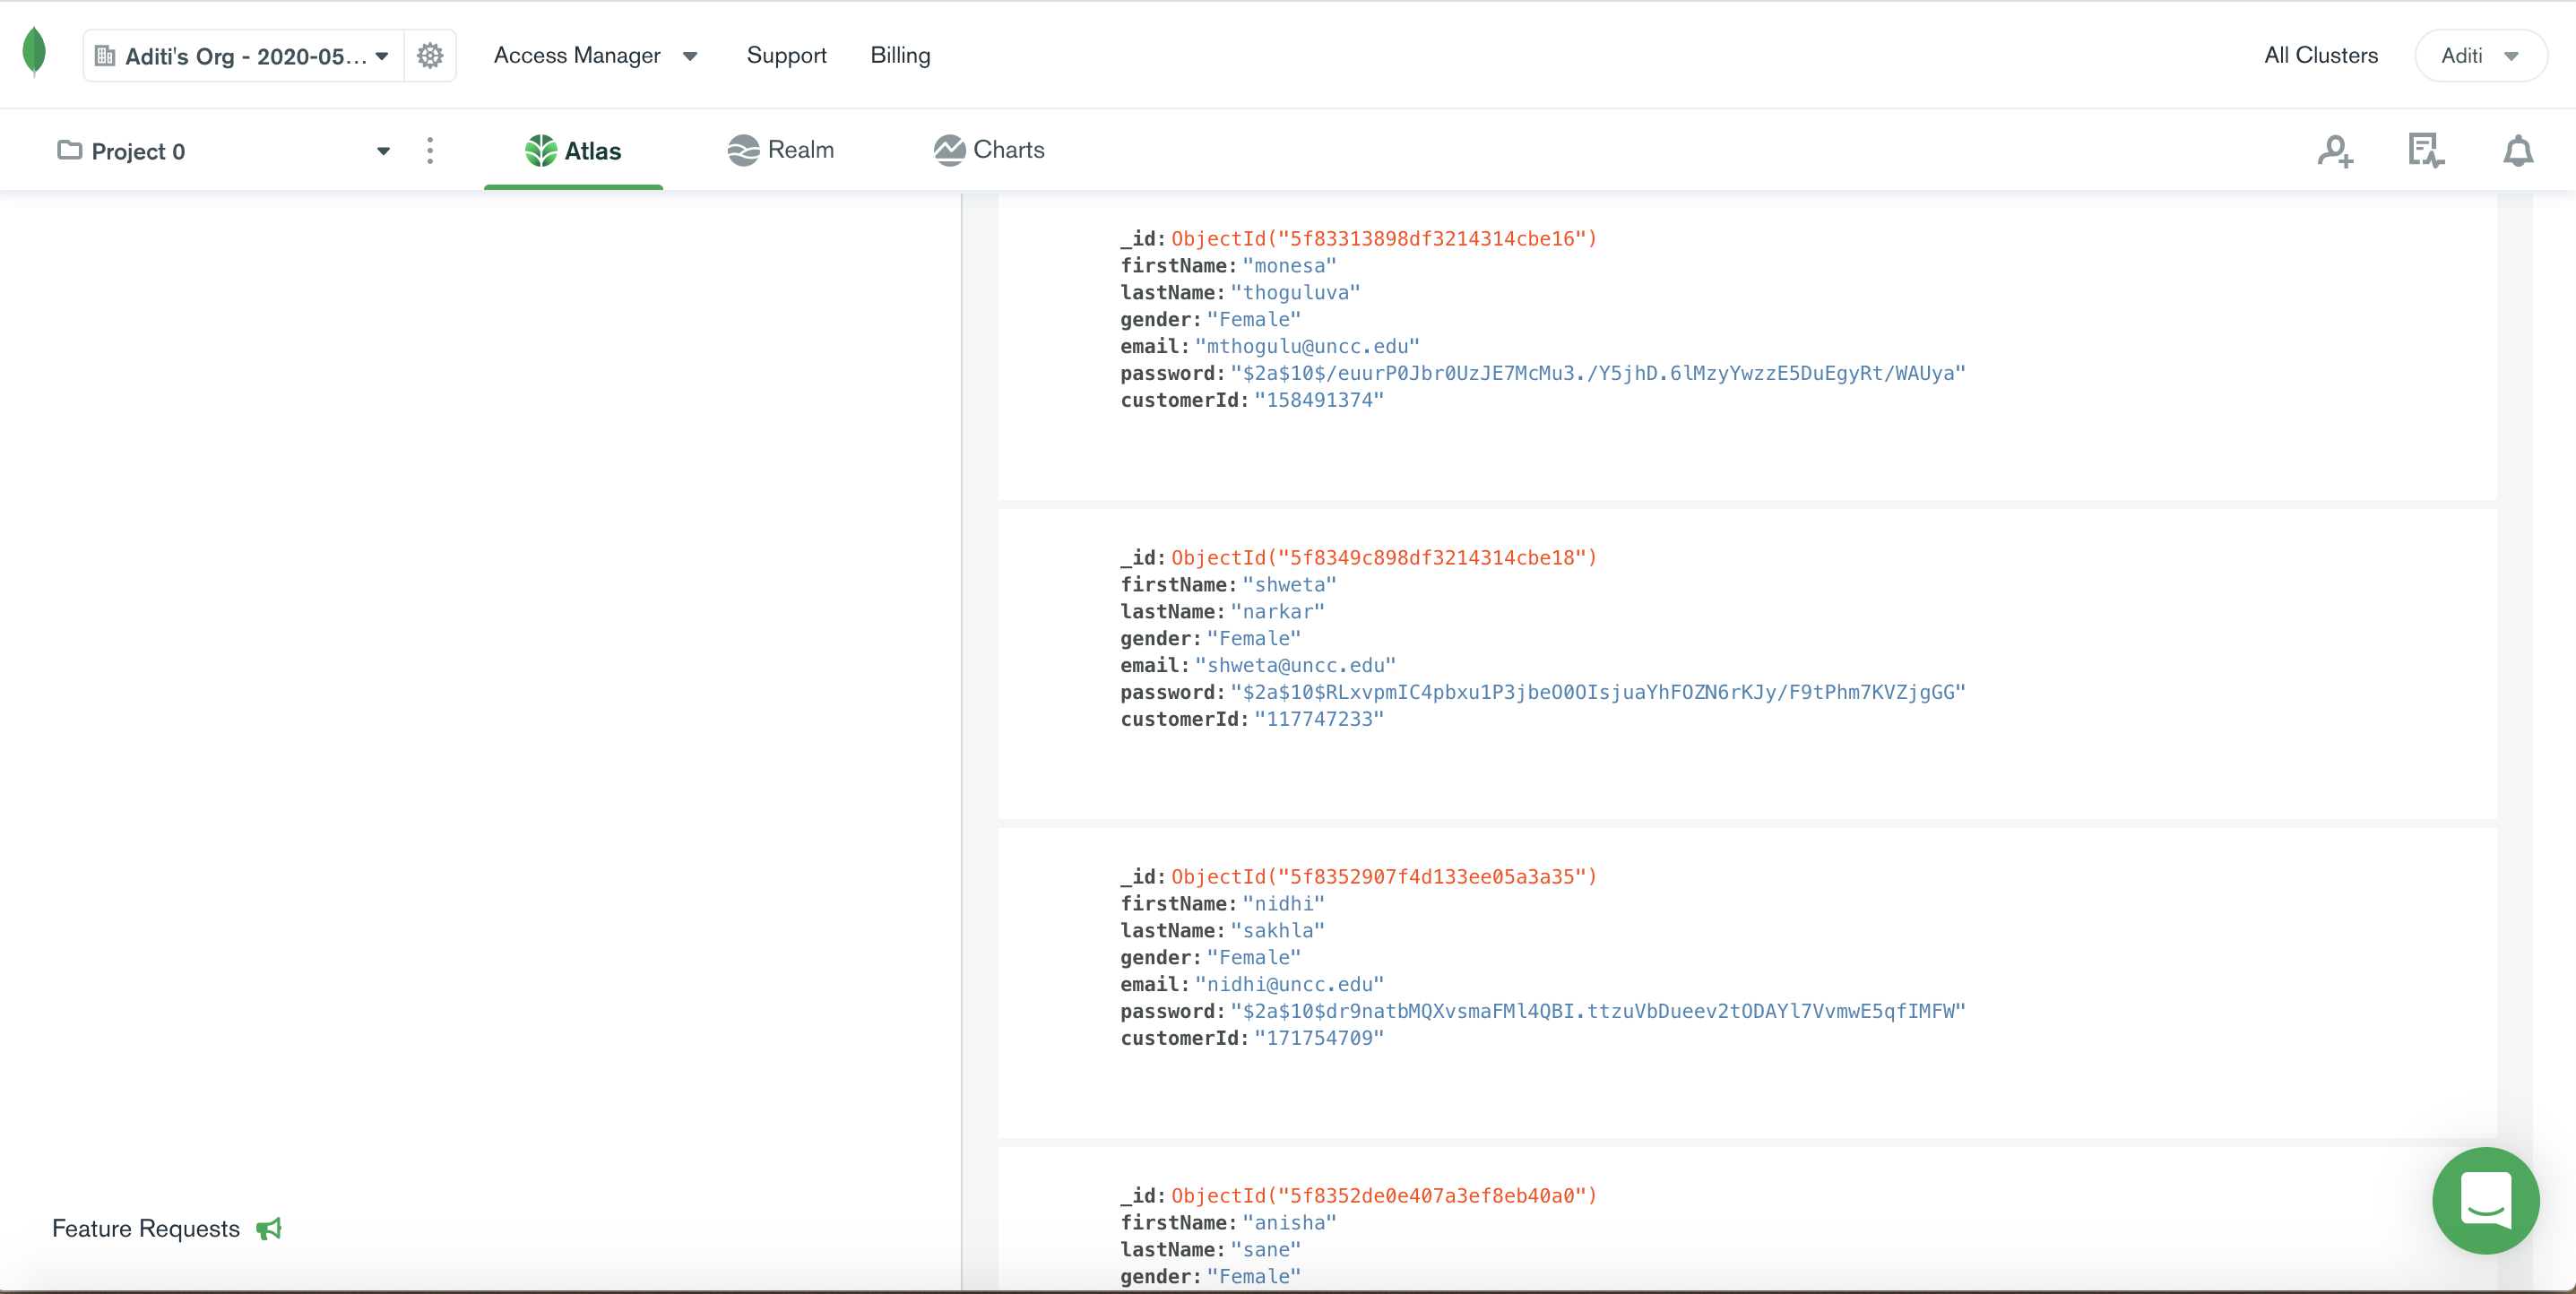 Aditi's Org - 2020-05... Access Manager Support Billing All Clusters Aditi
Project 0 Atlas Realm Charts
_id: ObjectId("5f83313898df3214314cbe16")
firstName: "monesa"
lastName: "thoguluva"
gender: "Female"
email: "mthogulu@uncc.edu"
password: "$2a$10$/euurP0Jbr0UzJE7McMu3./Y5jhD.6lMzyYwzzE5DuEgyRt/WAUya"
customerId: "158491374"
_id: ObjectId("5f8349c898df3214314cbe18")
firstName: "shweta"
lastName: "narkar"
gender: "Female"
email: "shweta@uncc.edu"
password: "$2a$10$RLxvpmIC4pbxu1P3jbeO0OIsjuaYhFOZN6rKJy/F9tPhm7KVZjgGG"
customerId: "117747233"
_id: ObjectId("5f8352907f4d133ee05a3a35")
firstName: "nidhi"
lastName: "sakhla"
gender: "Female"
email: "nidhi@uncc.edu"
password: "$2a$10$dr9natbMQXvsmaFMl4QBI.ttzuVbDueev2tODAYl7VvmwE5qfIMFW"
customerId: "171754709"
_id: ObjectId("5f8352de0e407a3ef8eb40a0")
firstName: "anisha"
lastName: "sane"
gender: "Female"
Feature Requests